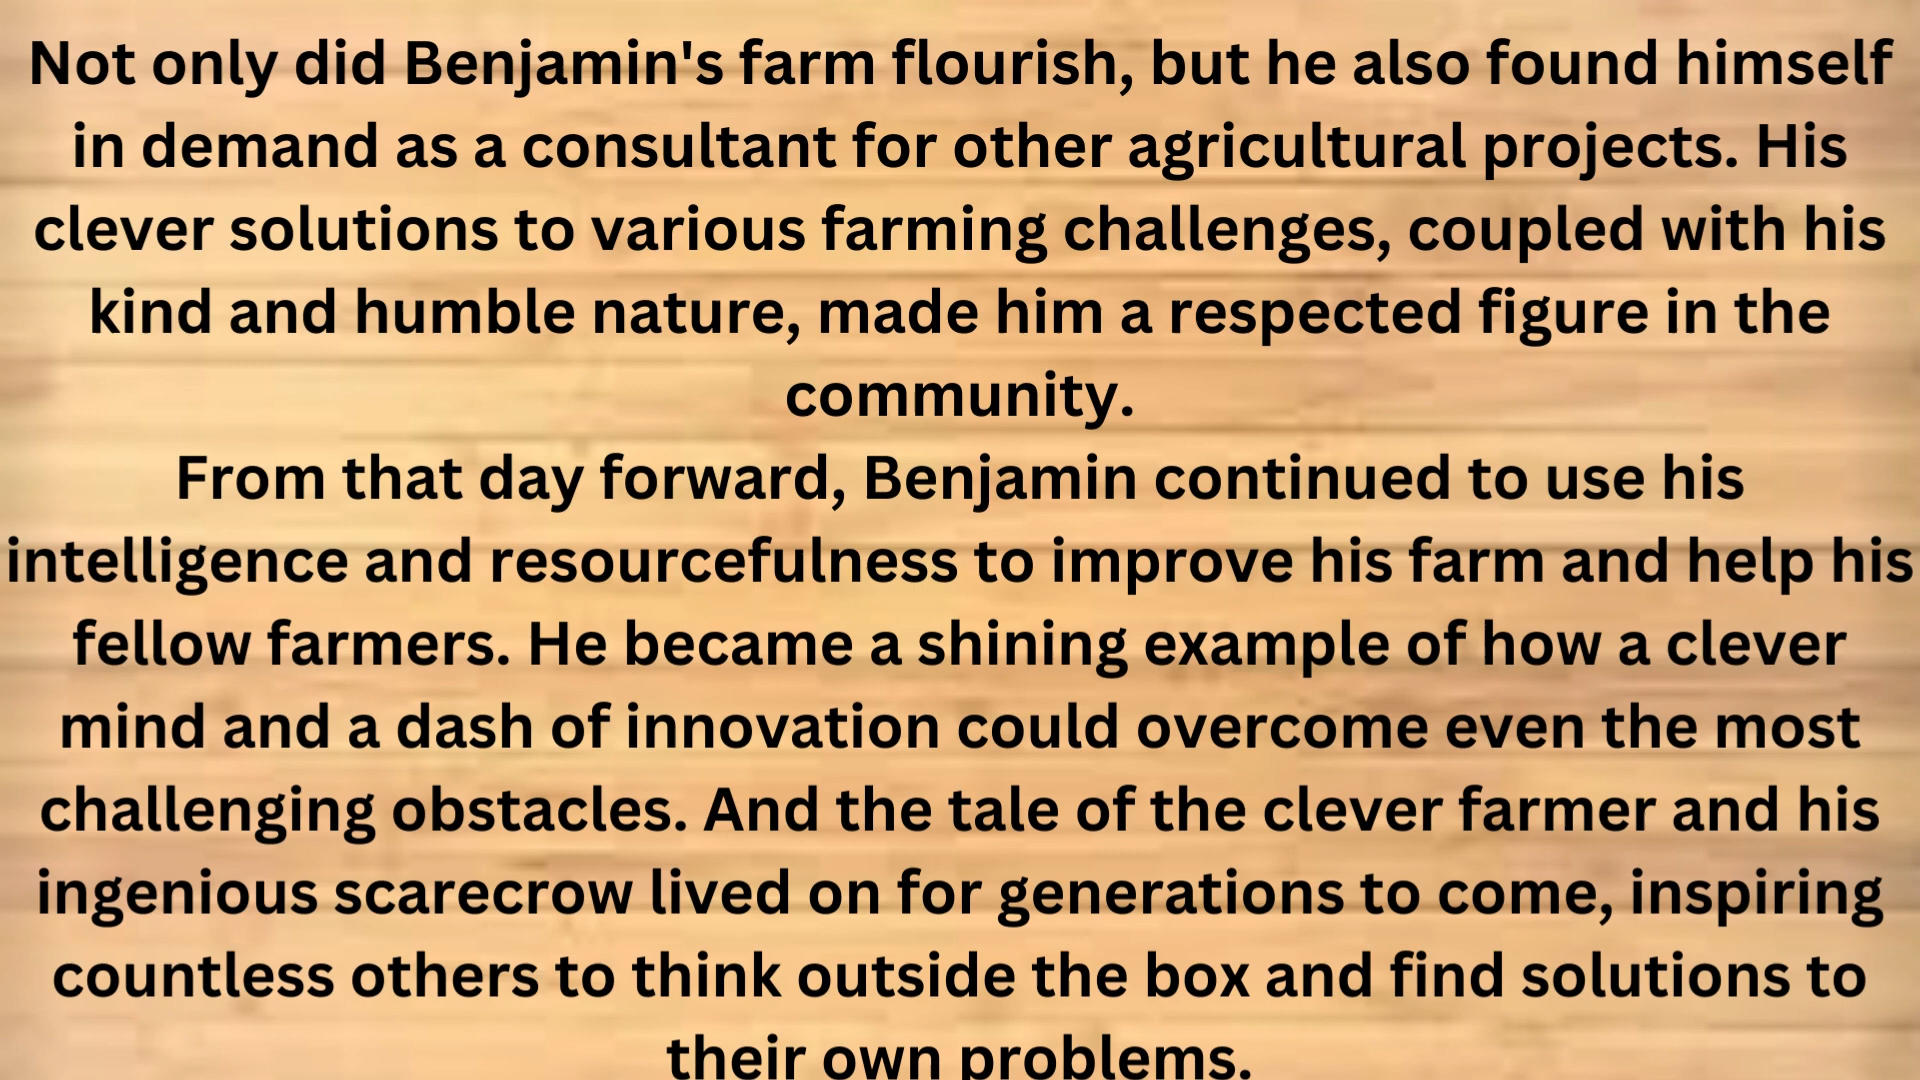 Not only did Benjamin's farm flourish, but he also found himself
in demand as a consultant for other agricultural projects. His
clever solutions to various farming challenges, coupled with his
kind and humble nature, made him a respected figure in the
community.
From that day forward, Benjamin continued to use his
intelligence and resourcefulness to improve his farm and help his
fellow farmers. He became a shining example of how a clever
mind and a dash of innovation could overcome even the most
challenging obstacles. And the tale of the clever farmer and his
ingenious scarecrow lived on for generations to come, inspiring
countless others to think outside the box and find solutions to
their own problems.